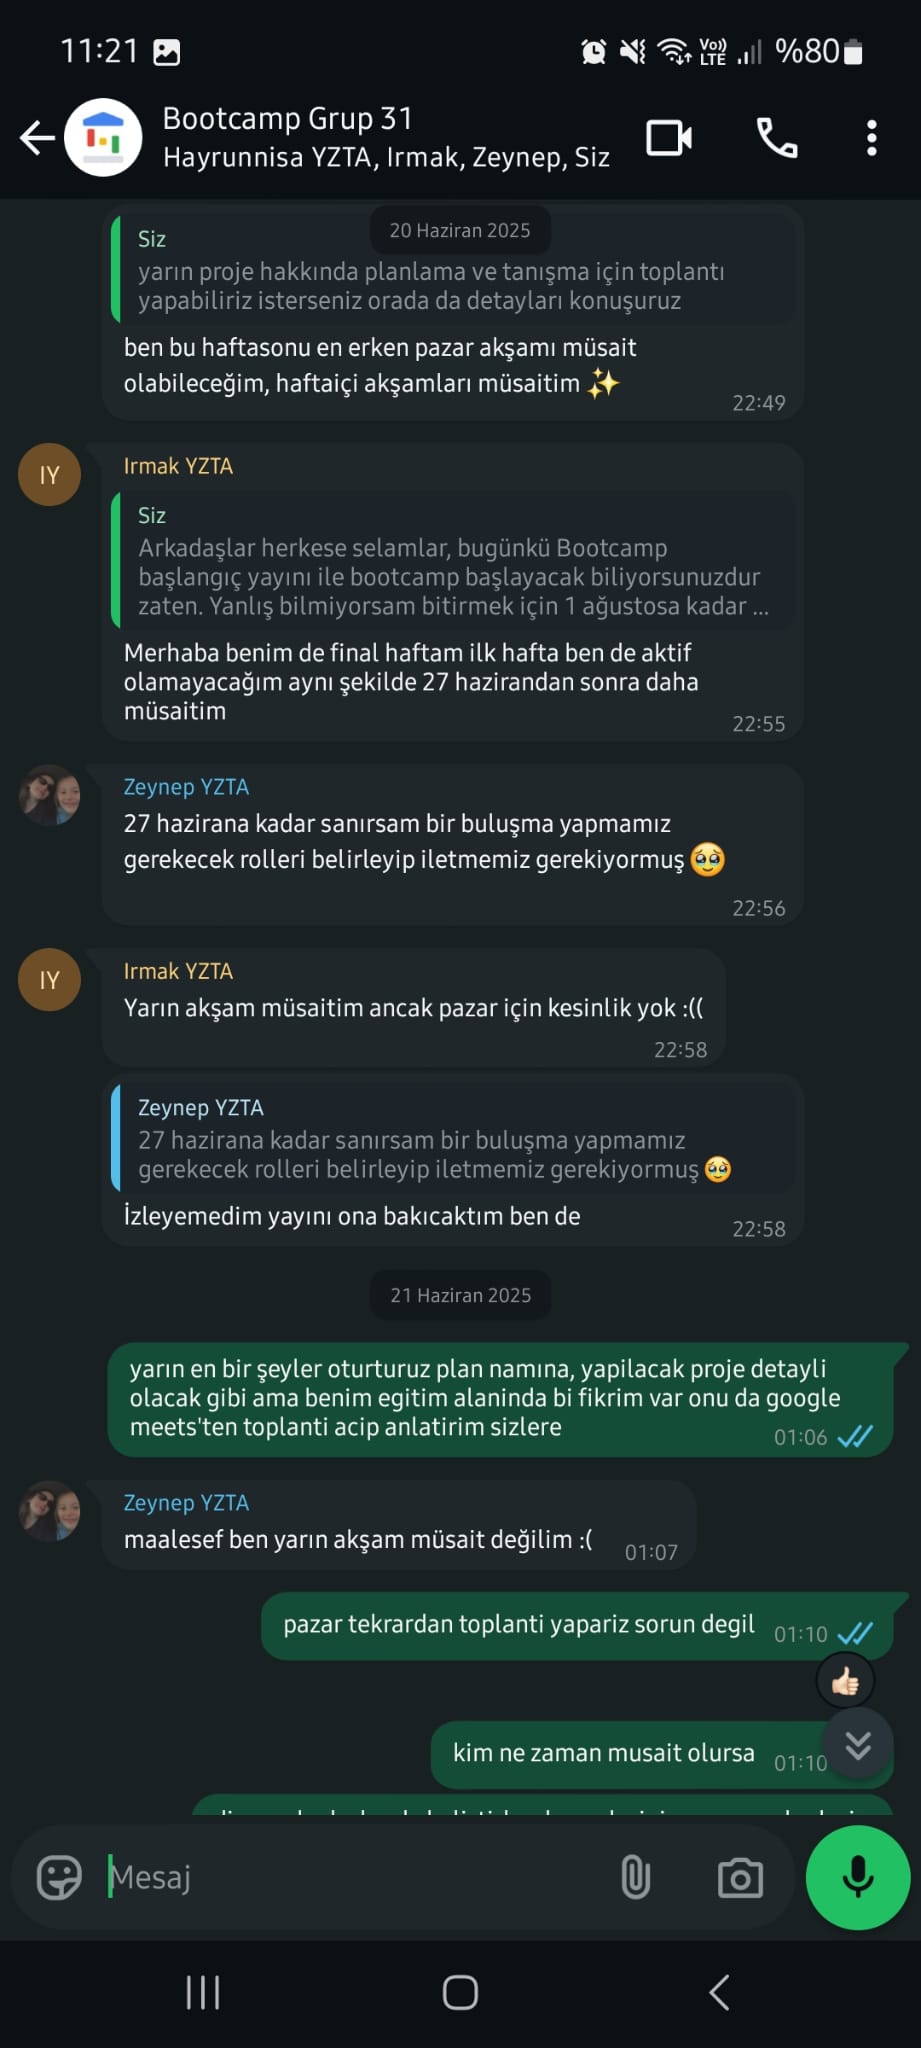 11:21
Vo))
LTE
%80
Bootcamp Grup 31
Hayrunnisa YZTA, Irmak, Zeynep, Siz
20 Haziran 2025
Siz
yarın proje hakkında planlama ve tanışma için toplantı
yapabiliriz isterseniz orada da detayları konuşuruz
ben bu haftasonu en erken pazar akşamı müsait
olabileceğim, haftaiçi akşamları müsaitim ✨
22:49
IY
Irmak YZTA
Siz
Arkadaşlar herkese selamlar, bugünkü Bootcamp
başlangıç yayını ile bootcamp başlayacak biliyorsunuzdur
zaten. Yanlış bilmiyorsam bitirmek için 1 ağustosa kadar ...
Merhaba benim de final haftam ilk hafta ben de aktif
olamayacağım aynı şekilde 27 hazirandan sonra daha
müsaitim
22:55
Zeynep YZTA
27 hazirana kadar sanırsam bir buluşma yapmamız
gerekecek rolleri belirleyip iletmemiz gerekiyormuş 🥹
22:56
IY
Irmak YZTA
Yarın akşam müsaitim ancak pazar için kesinlik yok :((
22:58
Zeynep YZTA
27 hazirana kadar sanırsam bir buluşma yapmamız
gerekecek rolleri belirleyip iletmemiz gerekiyormuş 🥹
İzleyemedim yayını ona bakıcaktım ben de
22:58
21 Haziran 2025
yarın en bir şeyler oturturuz plan namına, yapilacak proje detayli
olacak gibi ama benim egitim alaninda bi fikrim var onu da google
meets'ten toplanti acip anlatirim sizlere
01:06
Zeynep YZTA
maalesef ben yarın akşam müsait değilim :(
01:07
pazar tekrardan toplanti yapariz sorun degil
01:10
kim ne zaman musait olursa
01:10
Mesaj